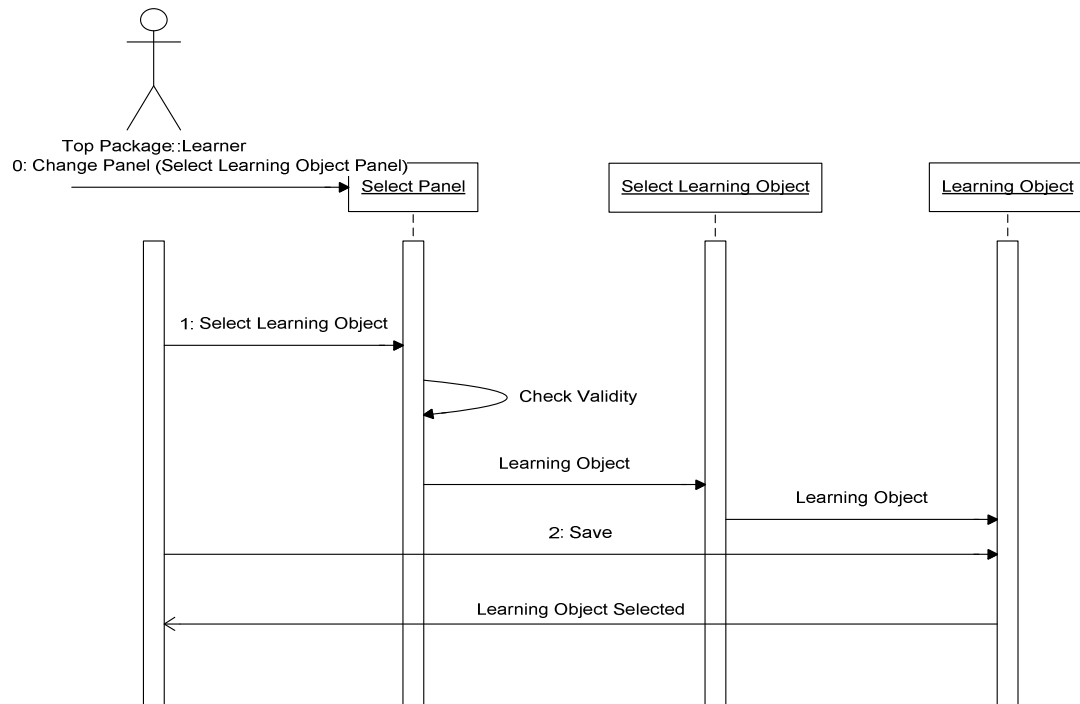 Top Package::Learner
0: Change Panel (Select Learning Object Panel)
Select Panel
Select Learning Object
Learning Object
1: Select Learning Object
Check Validity
Learning Object
Learning Object
2: Save
Learning Object Selected